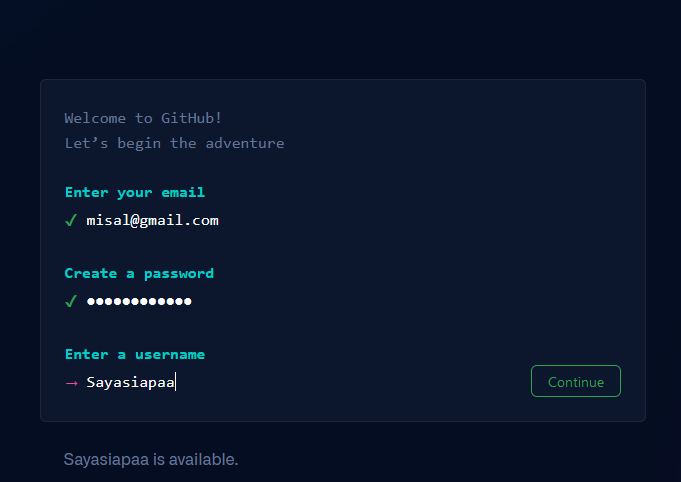 Welcome to GitHub!
Let’s begin the adventure
Enter your email
✓ misal@gmail.com
Create a password
✓ ●●●●●●●●●●●●
Enter a username
→ Sayasiapaa
Continue
Sayasiapaa is available.